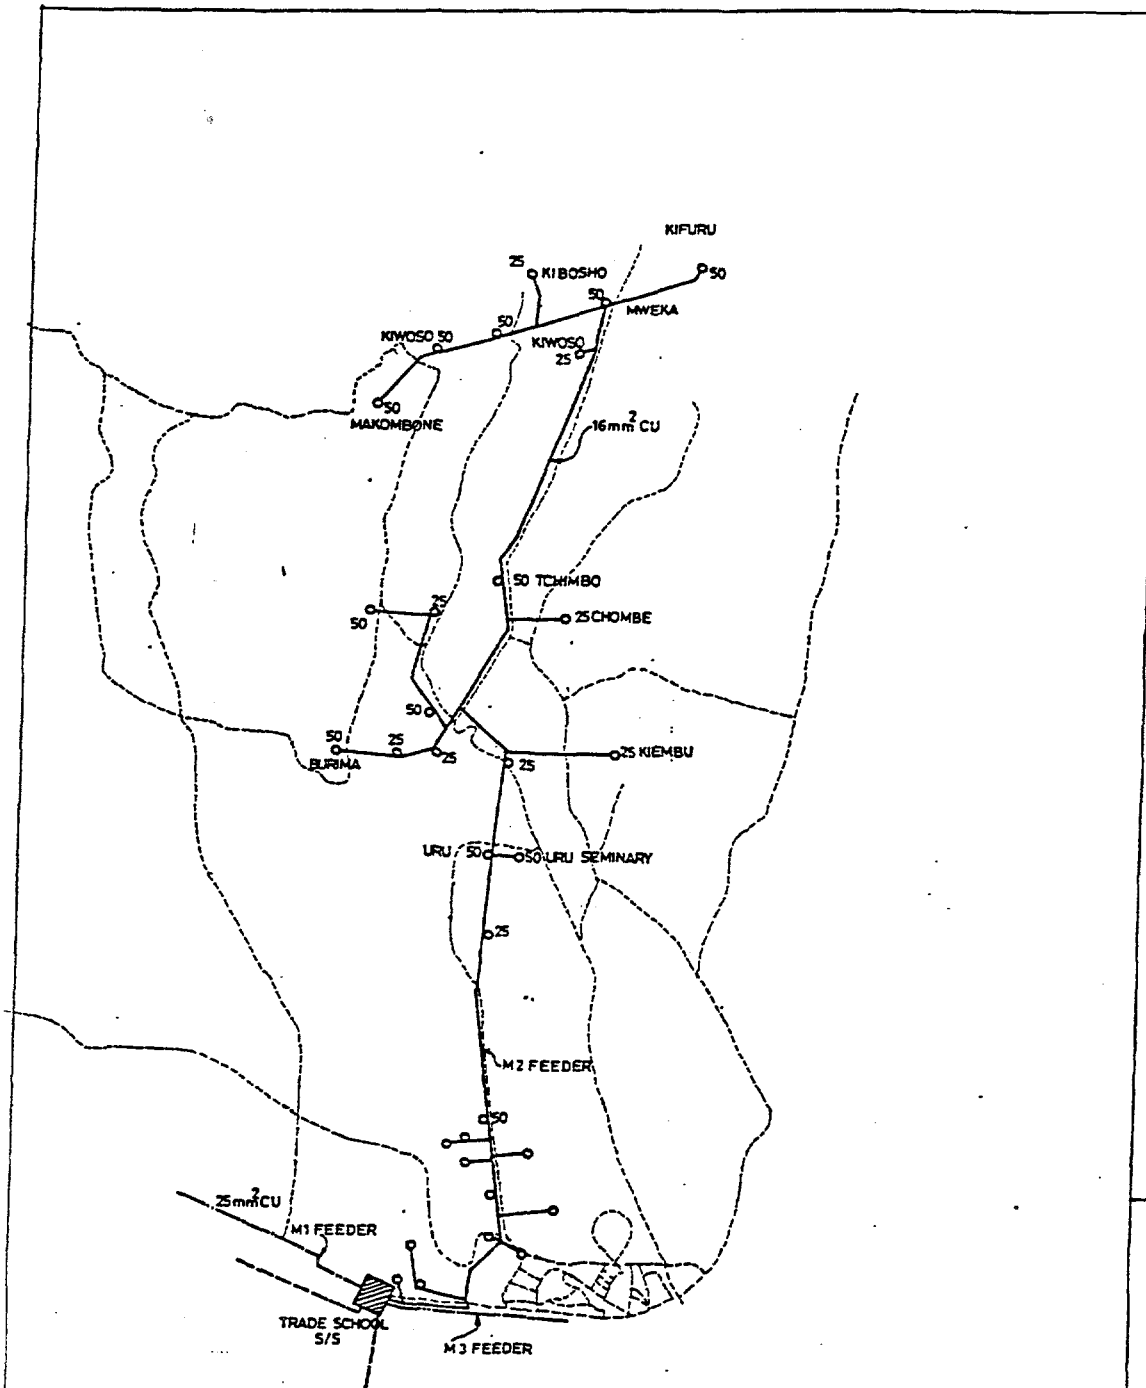 KIFURU
25
KIBOSHO
50
50
MWEKA
50
KIWOSO 50
KIWOSO
25
50
MAKOMBONE
16mm² CU
50 TCHIMBO
25
50
25 CHOMBE
50
50
25
25
BURIMA
25
25 KIEMBU
URU 50
50 URU SEMINARY
25
M2 FEEDER
50
25mm² CU
M1 FEEDER
TRADE SCHOOL
S/S
M3 FEEDER